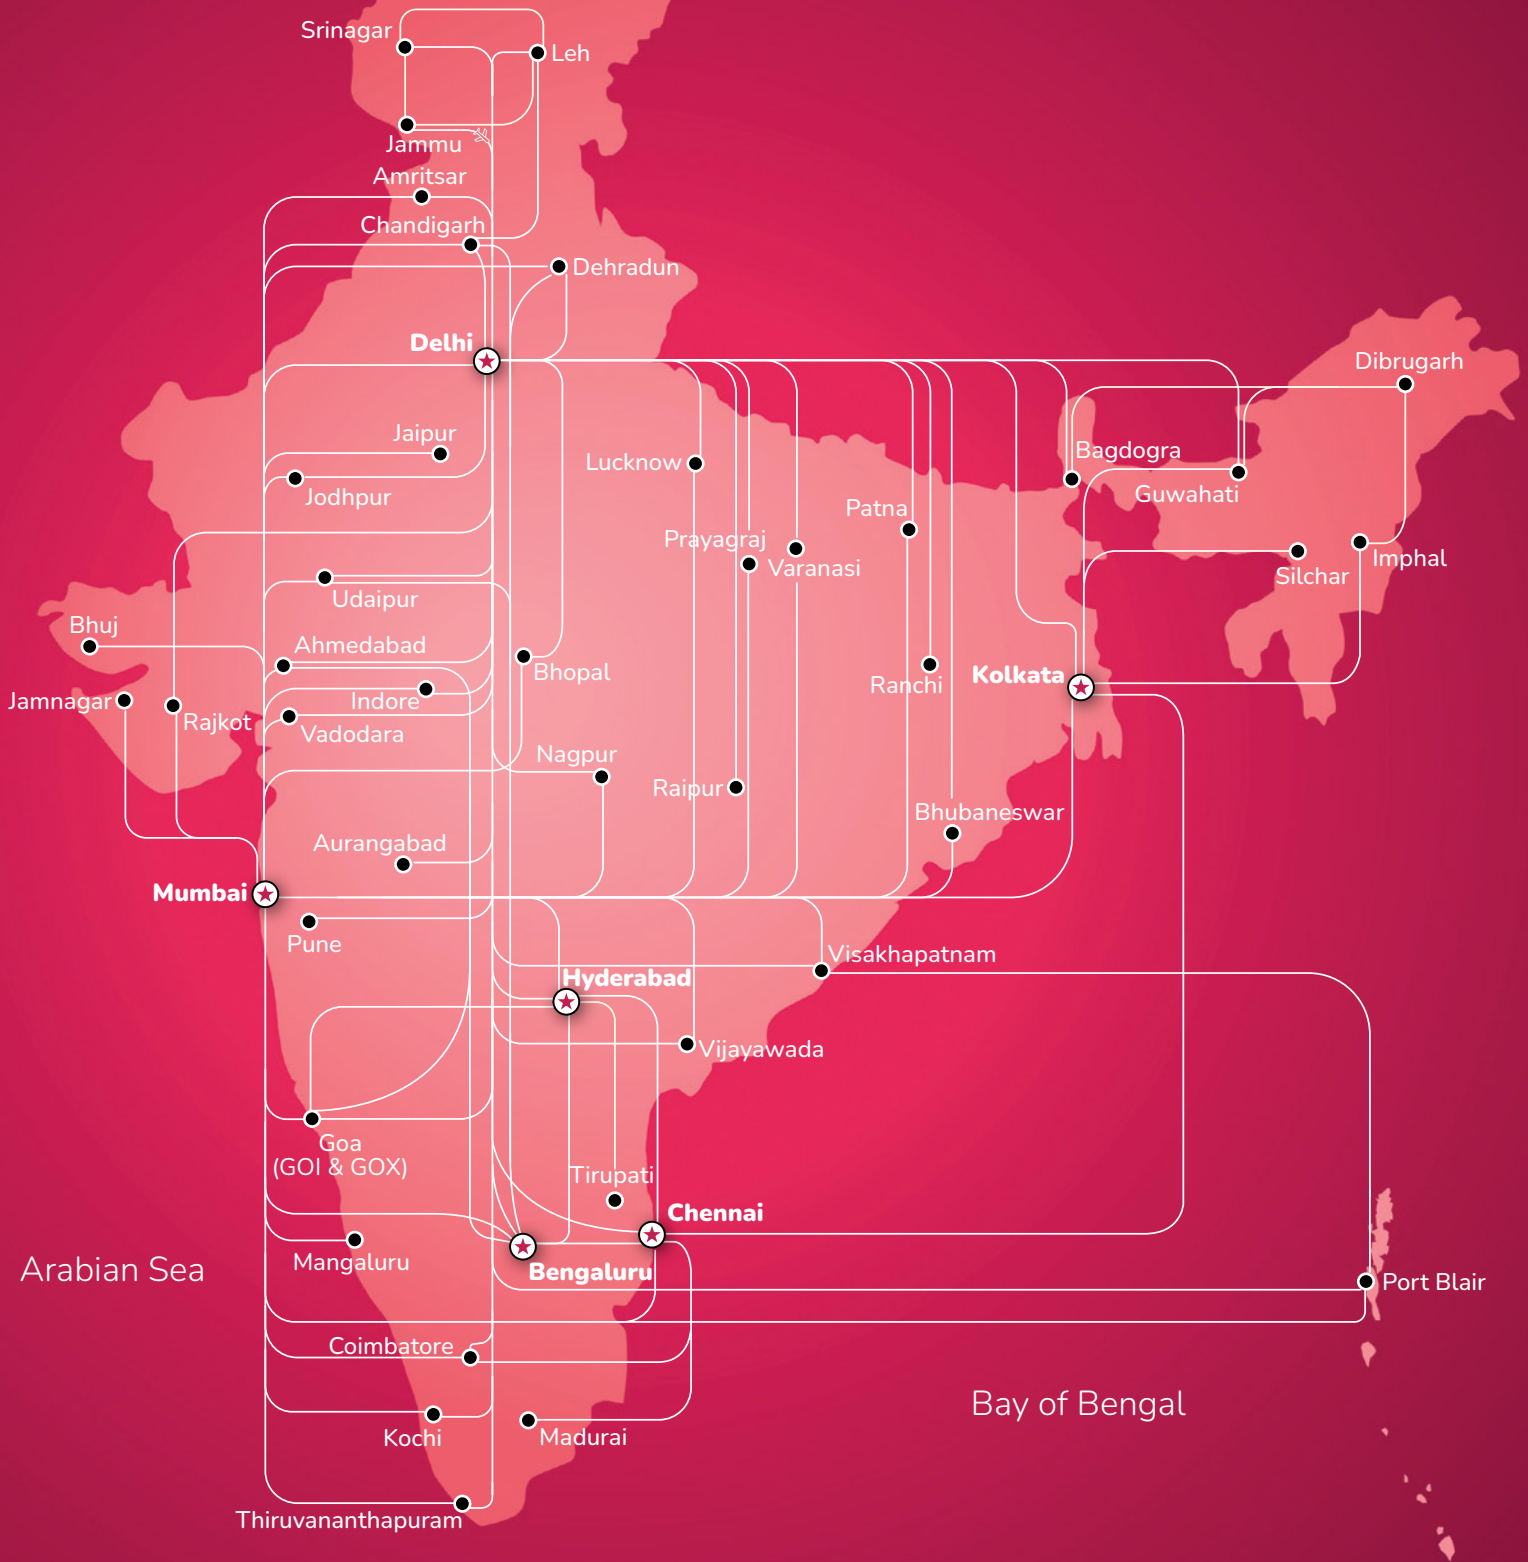 Srinagar
Leh
Jammu
Amritsar
Chandigarh
Dehradun
Delhi
Dibrugarh
Jaipur
Bagdogra
Lucknow
Guwahati
Jodhpur
Patna
Prayagraj
Imphal
Varanasi
Silchar
Udaipur
Bhuj
Ahmedabad
Bhopal
Kolkata
Ranchi
Jamnagar
Indore
Rajkot
Vadodara
Nagpur
Raipur
Bhubaneswar
Aurangabad
Mumbai
Pune
Visakhapatnam
Hyderabad
Vijayawada
Goa
(GOI & GOX)
Tirupati
Chennai
Mangaluru
Arabian Sea
Bengaluru
Port Blair
Coimbatore
Bay of Bengal
Kochi
Madurai
Thiruvananthapuram